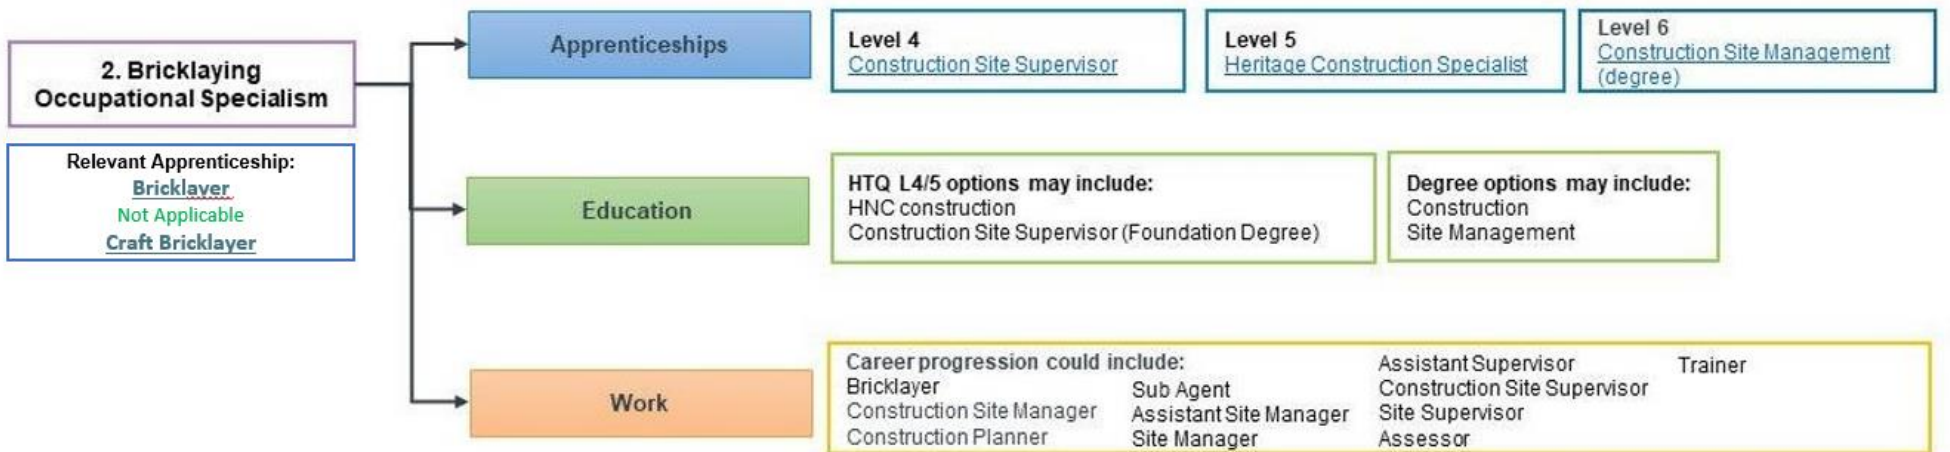 2. Bricklaying
Occupational Specialism
Relevant Apprenticeship:
Bricklayer
Not Applicable
Craft Bricklayer
Apprenticeships
Level 4
Construction Site Supervisor
Level 5
Heritage Construction Specialist
Level 6
Construction Site Management
(degree)
Education
HTQ L4/5 options may include:
HNC construction
Construction Site Supervisor (Foundation Degree)
Degree options may include:
Construction
Site Management
Work
Career progression could include:
Bricklayer
Construction Site Manager
Construction Planner
Sub Agent
Assistant Site Manager
Site Manager
Assistant Supervisor
Construction Site Supervisor
Site Supervisor
Assessor
Trainer